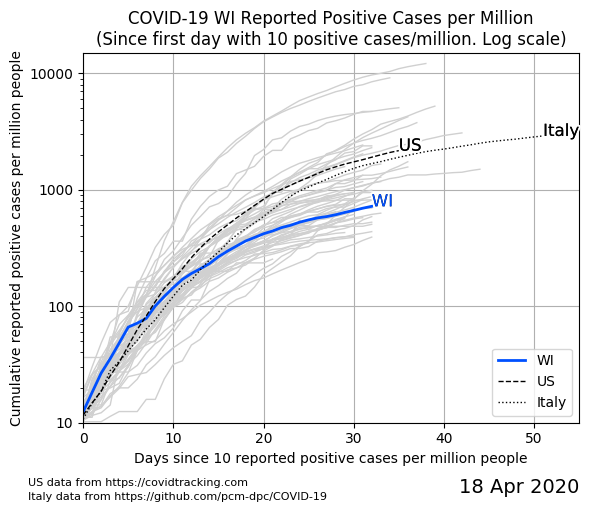 COVID-19 WI Reported Positive Cases per Million
(Since first day with 10 positive cases/million. Log scale)
Cumulative reported positive cases per million people
10000
1000
100
10
0
10
20
30
40
50
US
Italy
WI
WI
US
Italy
Days since 10 reported positive cases per million people
US data from https://covidtracking.com
Italy data from https://github.com/pcm-dpc/COVID-19
18 Apr 2020